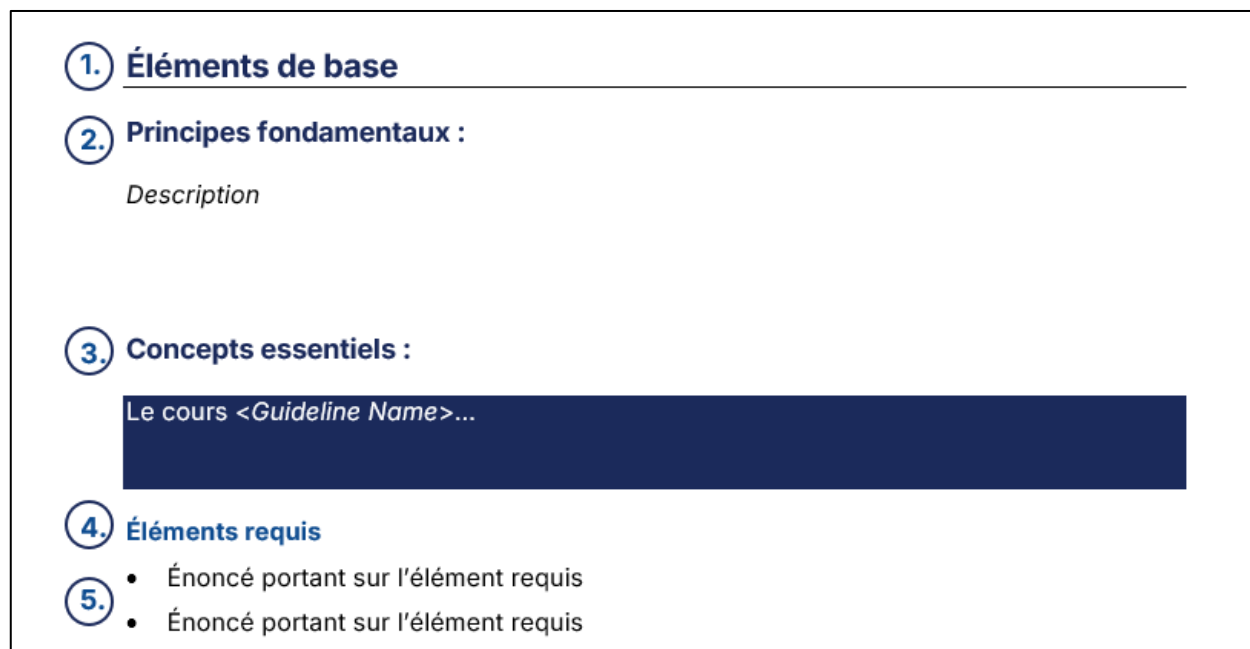 1. Éléments de base
2. Principes fondamentaux :
Description
3. Concepts essentiels :
Le cours <Guideline Name>...
4. Éléments requis
• Énoncé portant sur l’élément requis
5.
• Énoncé portant sur l’élément requis